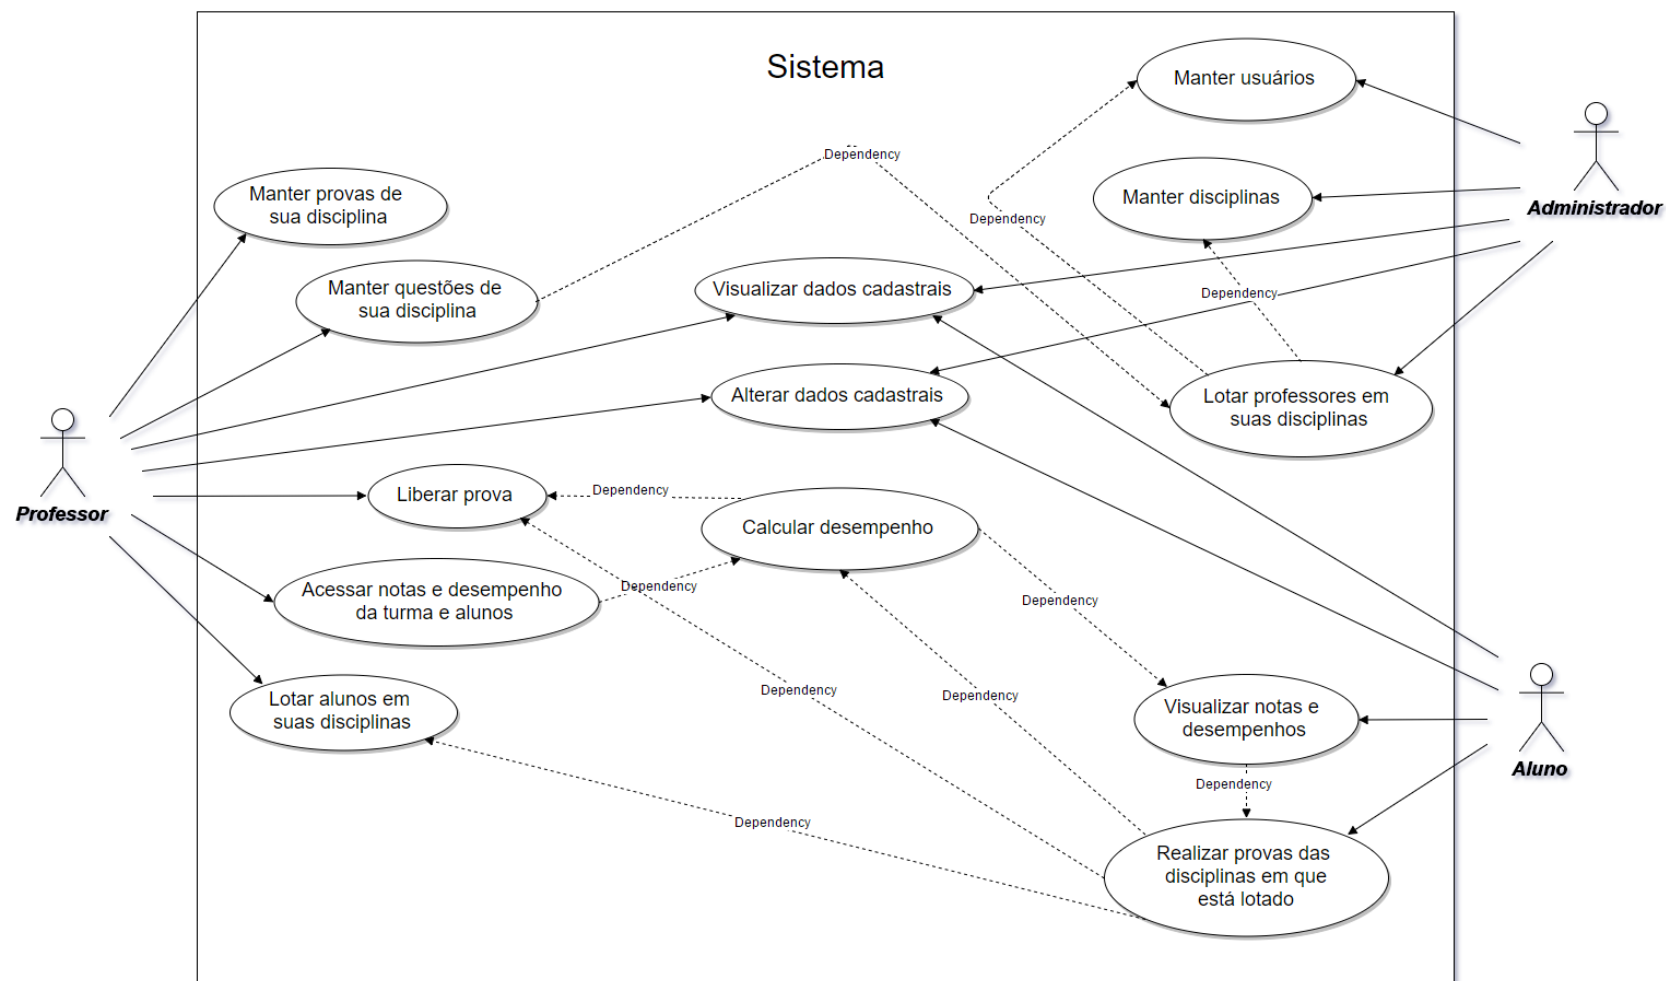 Sistema
Manter usuários
Dependency
Manter provas de
sua disciplina
Manter disciplinas
Administrador
Dependency
Manter questões de
sua disciplina
Visualizar dados cadastrais
Dependency
Alterar dados cadastrais
Lotar professores em
suas disciplinas
Professor
Liberar prova
Dependency
Calcular desempenho
Acessar notas e desempenho
da turma e alunos
Dependency
Dependency
Lotar alunos em
suas disciplinas
Dependency
Dependency
Visualizar notas e
desempenhos
Aluno
Dependency
Dependency
Realizar provas das
disciplinas em que
está lotado